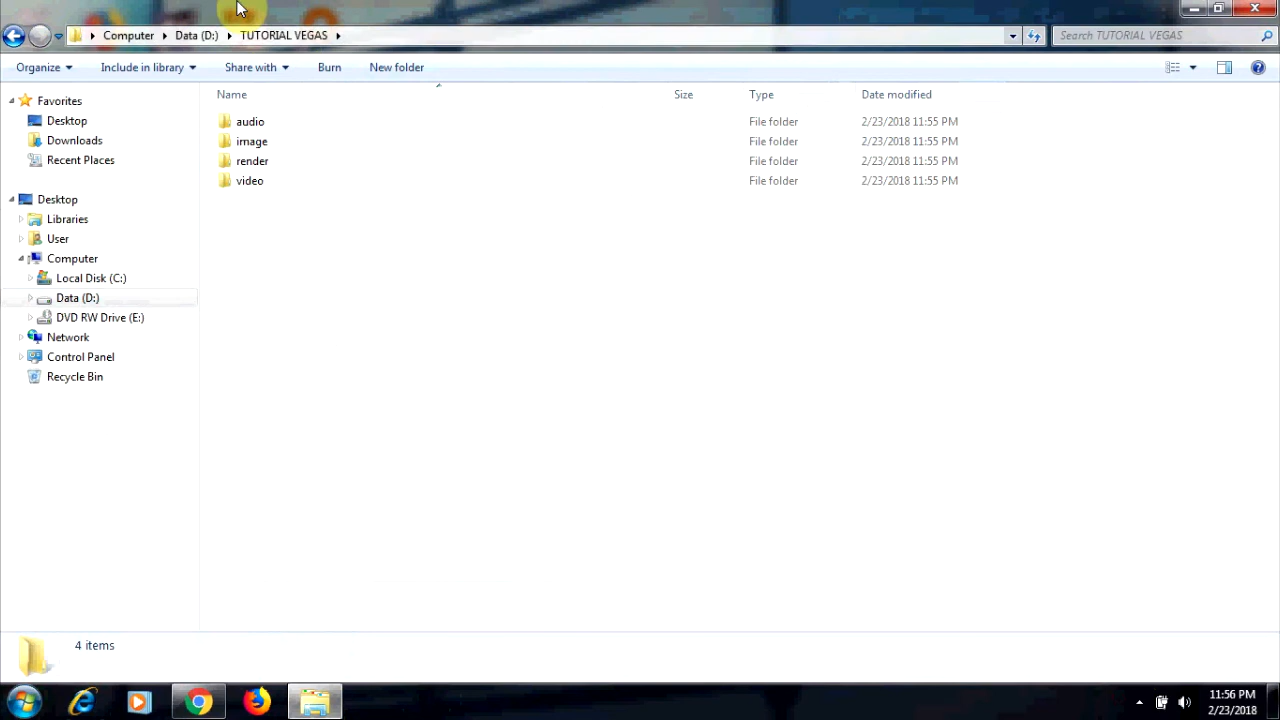 Computer Data (D:) TUTORIAL VEGAS Search TUTORIAL VEGAS
Organize Include in library Share with Burn New folder
Favorites
Desktop
Downloads
Recent Places
Desktop
Libraries
User
Computer
Local Disk (C:)
Data (D:)
DVD RW Drive (E:)
Network
Control Panel
Recycle Bin
Name Size Type Date modified
audio File folder 2/23/2018 11:55 PM
image File folder 2/23/2018 11:55 PM
render File folder 2/23/2018 11:55 PM
video File folder 2/23/2018 11:55 PM
4 items
11:56 PM
2/23/2018